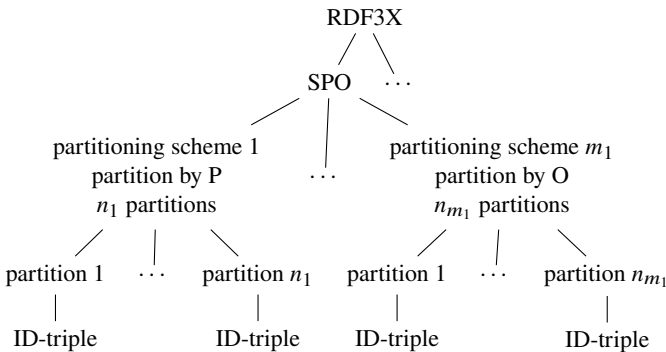 RDF3X
SPO ...
partitioning scheme 1
partition by P
n₁ partitions
...
partitioning scheme m₁
partition by O
nₘ₁ partitions
partition 1 ... partition n₁ partition 1 ... partition nₘ₁
ID-triple ID-triple ID-triple ID-triple